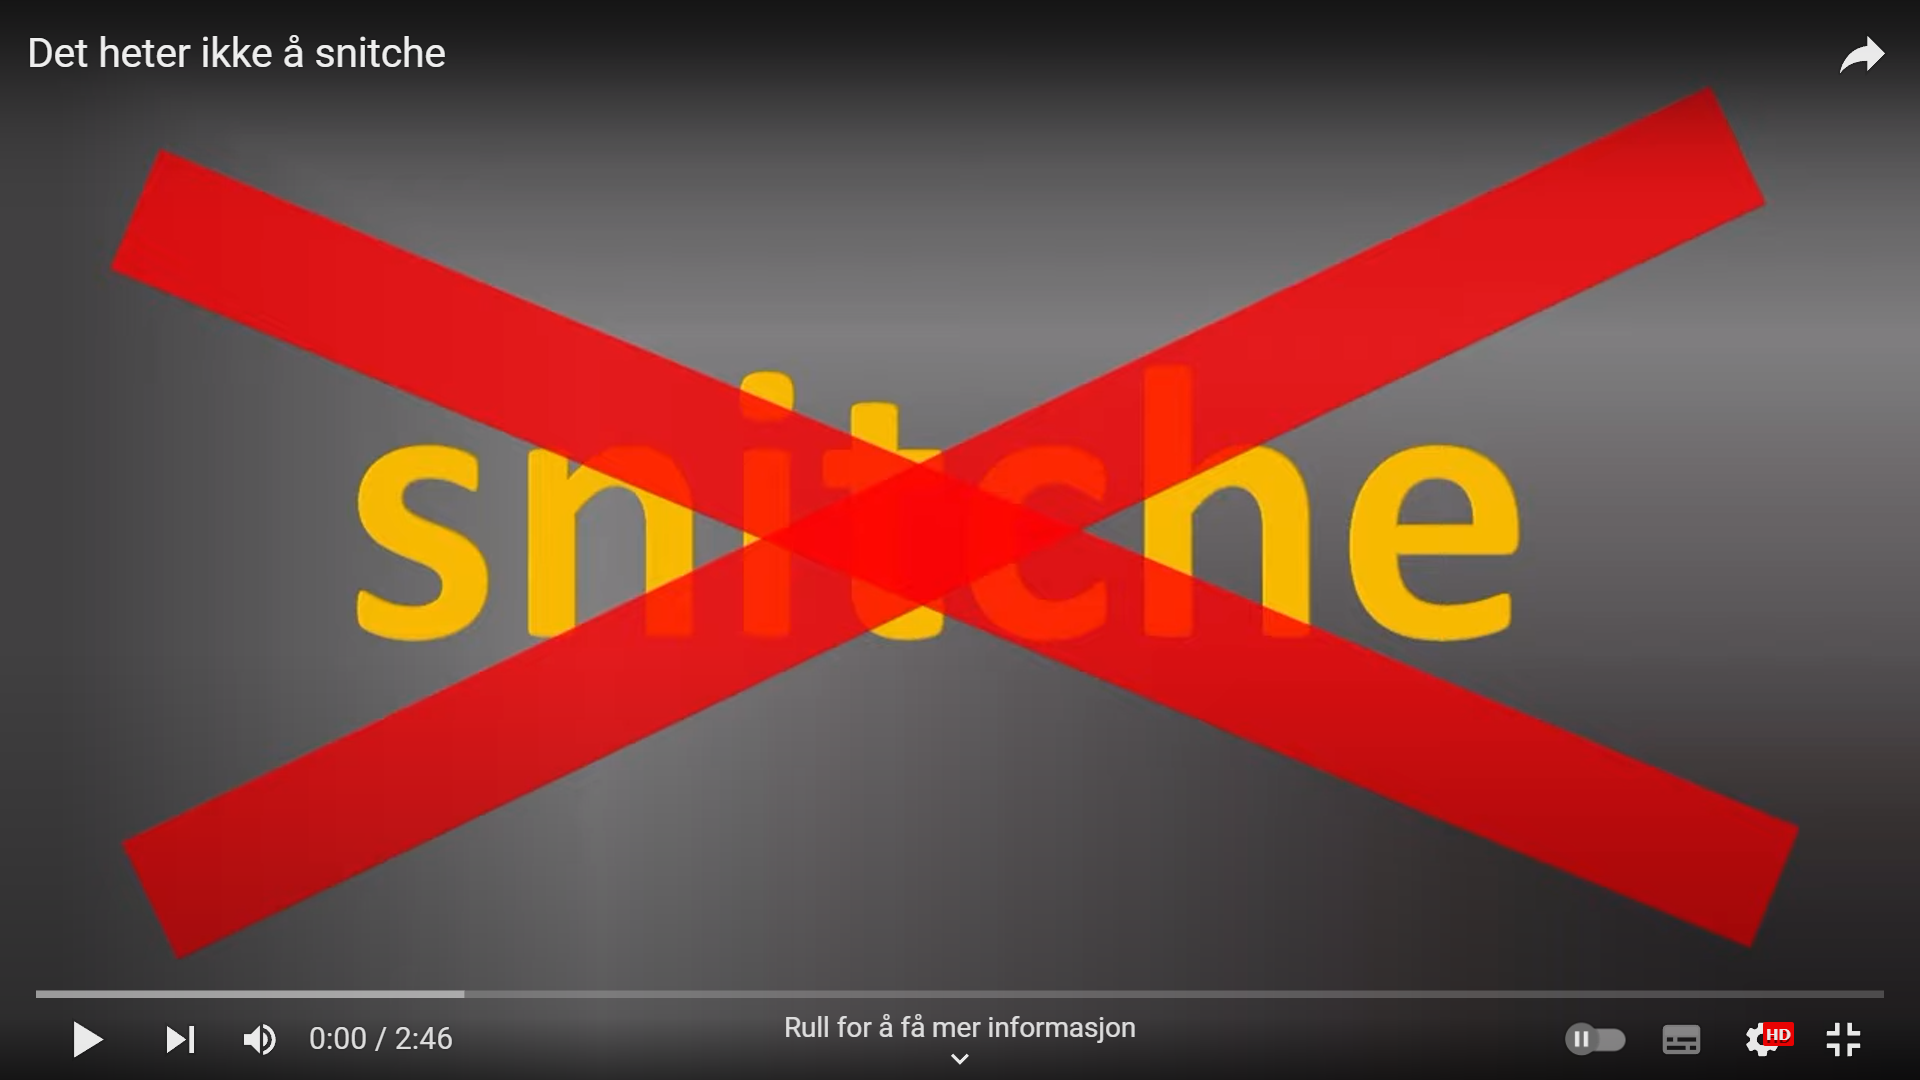 Det heter ikke å snitche
snitche
0:00 / 2:46
Rull for å få mer informasjon
HD